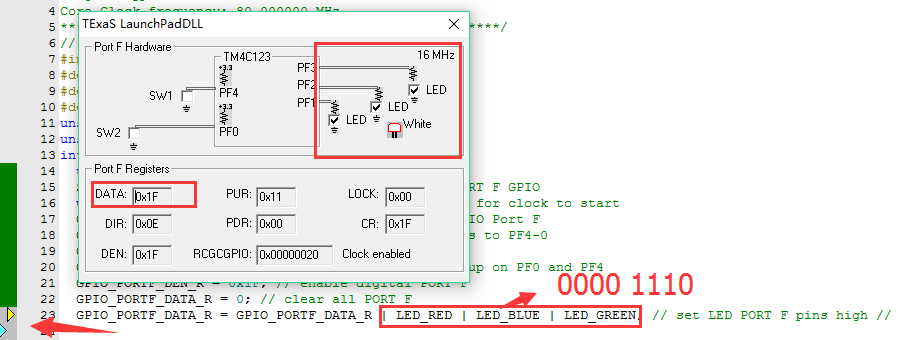 4 Core Clock frequency: 80.000000 MHz
TExaS LaunchPadDLL
5 **
*/
6 //
7 #i
8 #d
9 #d
10 #d
11 un
12 un
13 in
14
15
RT F GPIO
16
for clock to start
17
IO Port F
18
s to PF4-0
19
20
up on PF0 and PF4
Port F Hardware
TM4C123
16 MHz
+3.3
PF3
PF2
LED
SW1
PF4
PF1
LED
+3.3
LED
White
SW2
PF0
Port F Registers
DATA: 0x1F
PUR: 0x11
LOCK: 0x00
DIR: 0x0E
PDR: 0x00
CR: 0x1F
DEN: 0x1F
RCGCGPIO: 0x00000020
Clock enabled
21 GPIO_PORTF_DEN_R = 0x1F; // enable digital PORT F
22 GPIO_PORTF_DATA_R = 0; // clear all PORT F
0000 1110
23 GPIO_PORTF_DATA_R = GPIO_PORTF_DATA_R | LED_RED | LED_BLUE | LED_GREEN; // set LED PORT F pins high //